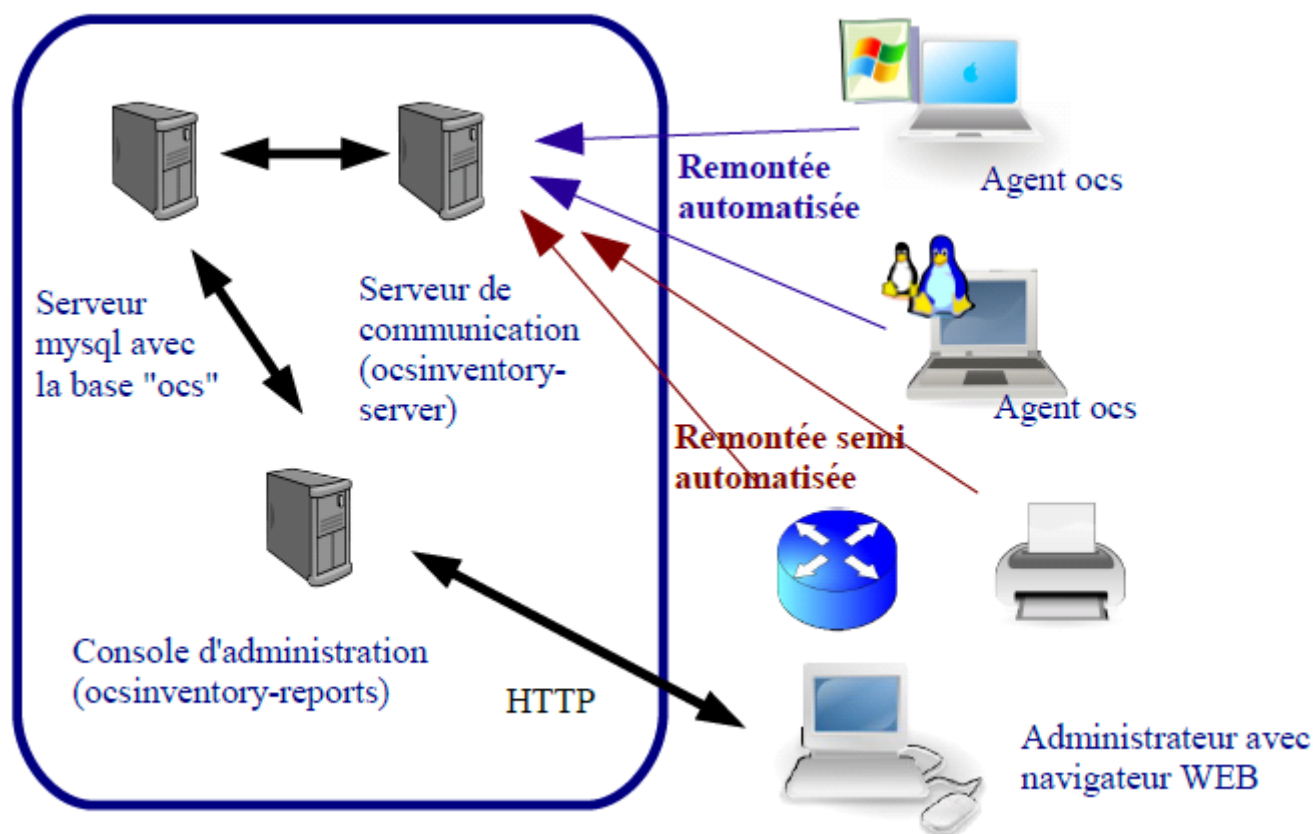 Agent ocs
Remontée
automatisée
Serveur
mysql avec
la base "ocs"
Serveur de
communication
(ocsinventory-
server)
Agent ocs
Remontée semi
automatisée
Console d'administration
(ocsinventory-reports)
HTTP
Administrateur avec
navigateur WEB